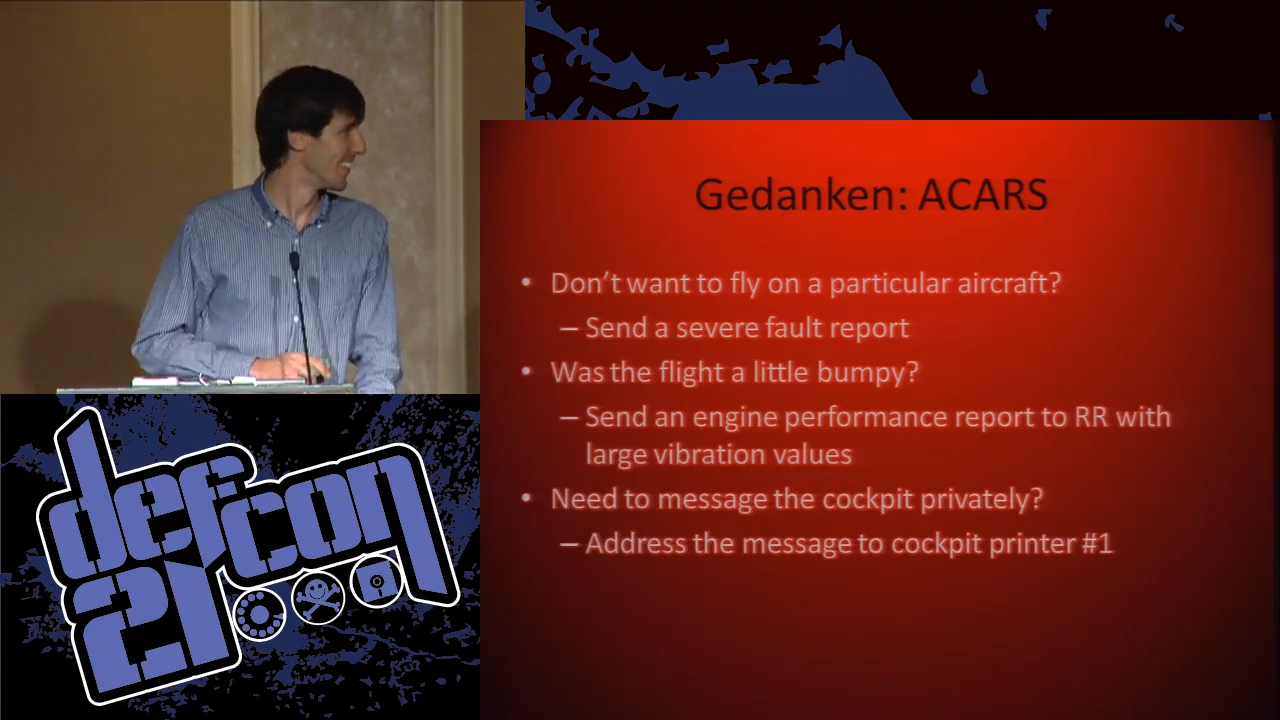 Gedanken: ACARS
• Don't want to fly on a particular aircraft?
– Send a severe fault report
• Was the flight a little bumpy?
– Send an engine performance report to RR with
large vibration values
• Need to message the cockpit privately?
– Address the message to cockpit printer #1
defcon
21